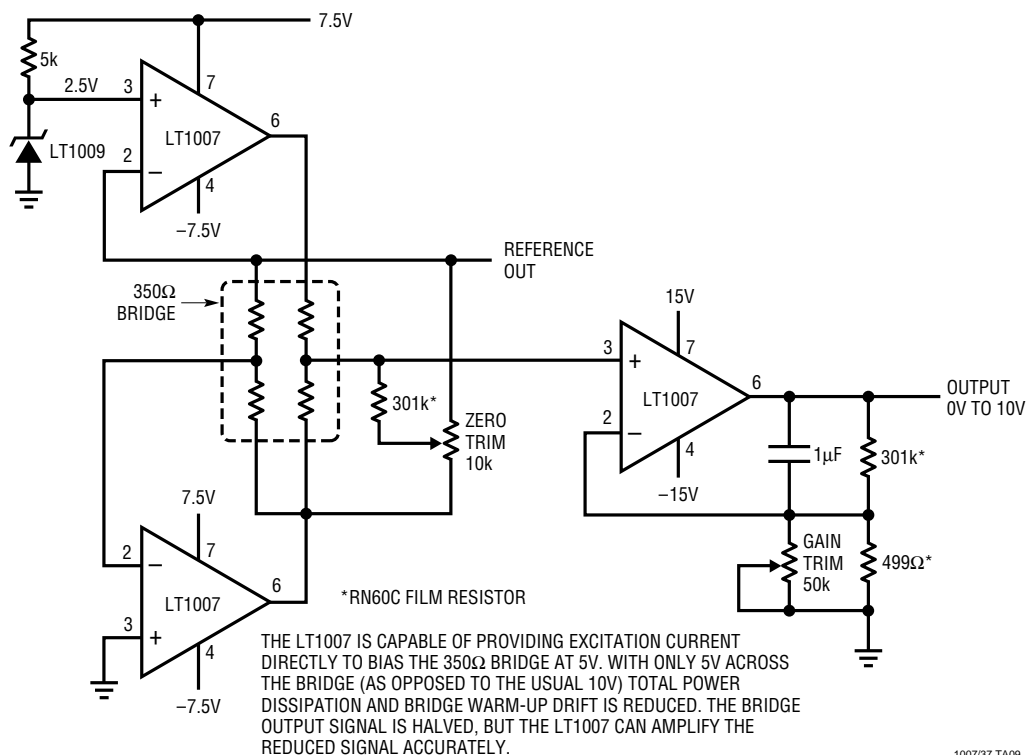 7.5V
5k
2.5V
3
+
7
6
LT1007
LT1009
2
−
4
−7.5V
REFERENCE
OUT
350Ω
BRIDGE
15V
3
+
7
6
OUTPUT
0V TO 10V
LT1007
2
−
4
−15V
301k*
ZERO
TRIM
10k
1µF
301k*
7.5V
GAIN
TRIM
50k
499Ω*
2
−
7
6
LT1007
3
+
4
−7.5V
*RN60C FILM RESISTOR
THE LT1007 IS CAPABLE OF PROVIDING EXCITATION CURRENT
DIRECTLY TO BIAS THE 350Ω BRIDGE AT 5V. WITH ONLY 5V ACROSS
THE BRIDGE (AS OPPOSED TO THE USUAL 10V) TOTAL POWER
DISSIPATION AND BRIDGE WARM-UP DRIFT IS REDUCED. THE BRIDGE
OUTPUT SIGNAL IS HALVED, BUT THE LT1007 CAN AMPLIFY THE
REDUCED SIGNAL ACCURATELY.
1007/37 TA09